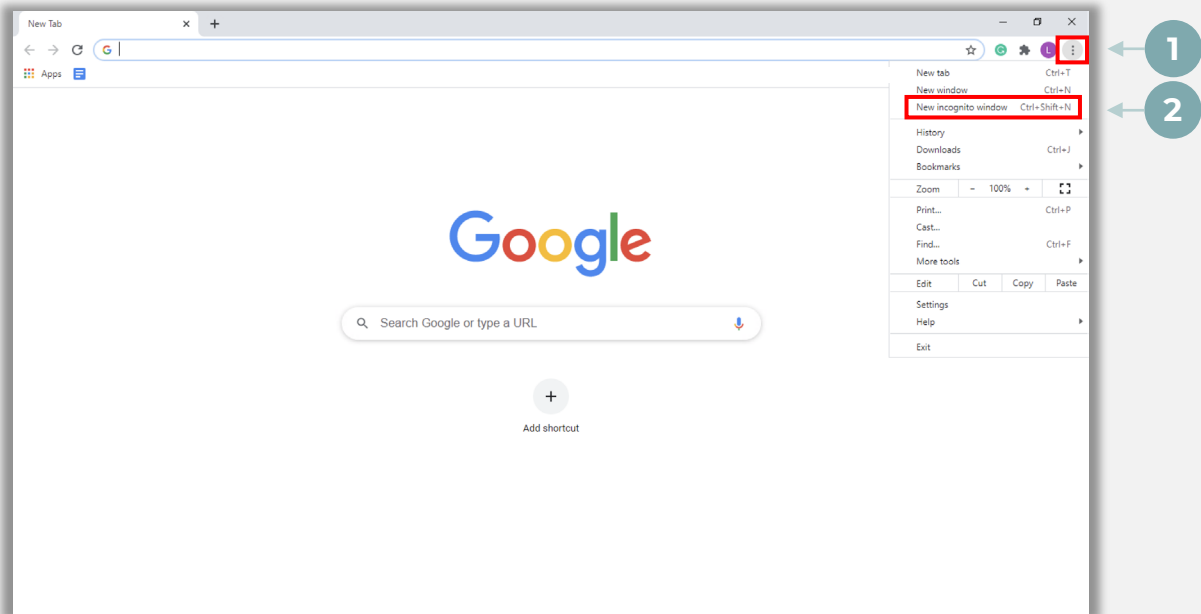 New Tab
1
Apps
New tab Ctrl+T
New window Ctrl+N
New incognito window Ctrl+Shift+N
2
History
Downloads Ctrl+J
Bookmarks
Zoom - 100% +
Print... Ctrl+P
Cast...
Find... Ctrl+F
More tools
Edit Cut Copy Paste
Settings
Help
Exit
Google
Search Google or type a URL
Add shortcut